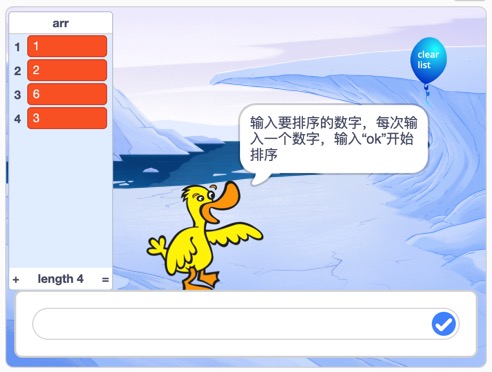 arr
1 1
2 2
3 6
4 3
+ length 4 =
clear
list
输入要排序的数字，每次输
入一个数字，输入“ok”开始
排序